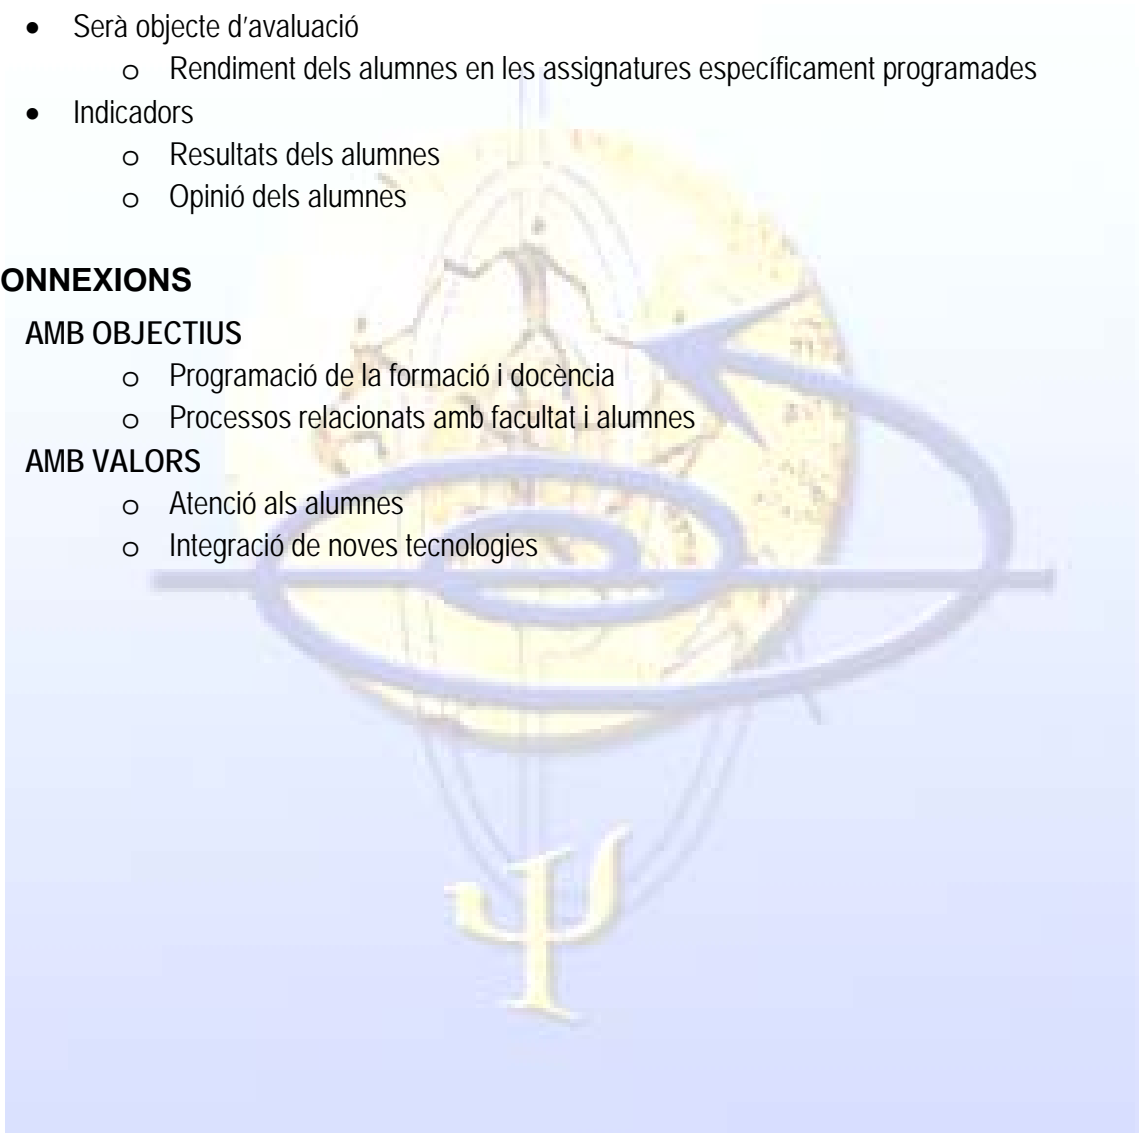 • Serà objecte d’avaluació
o Rendiment dels alumnes en les assignatures específicament programades
• Indicadors
o Resultats dels alumnes
o Opinió dels alumnes
ONNEXIONS
AMB OBJECTIUS
o Programació de la formació i docència
o Processos relacionats amb facultat i alumnes
AMB VALORS
o Atenció als alumnes
o Integració de noves tecnologies
Ψ